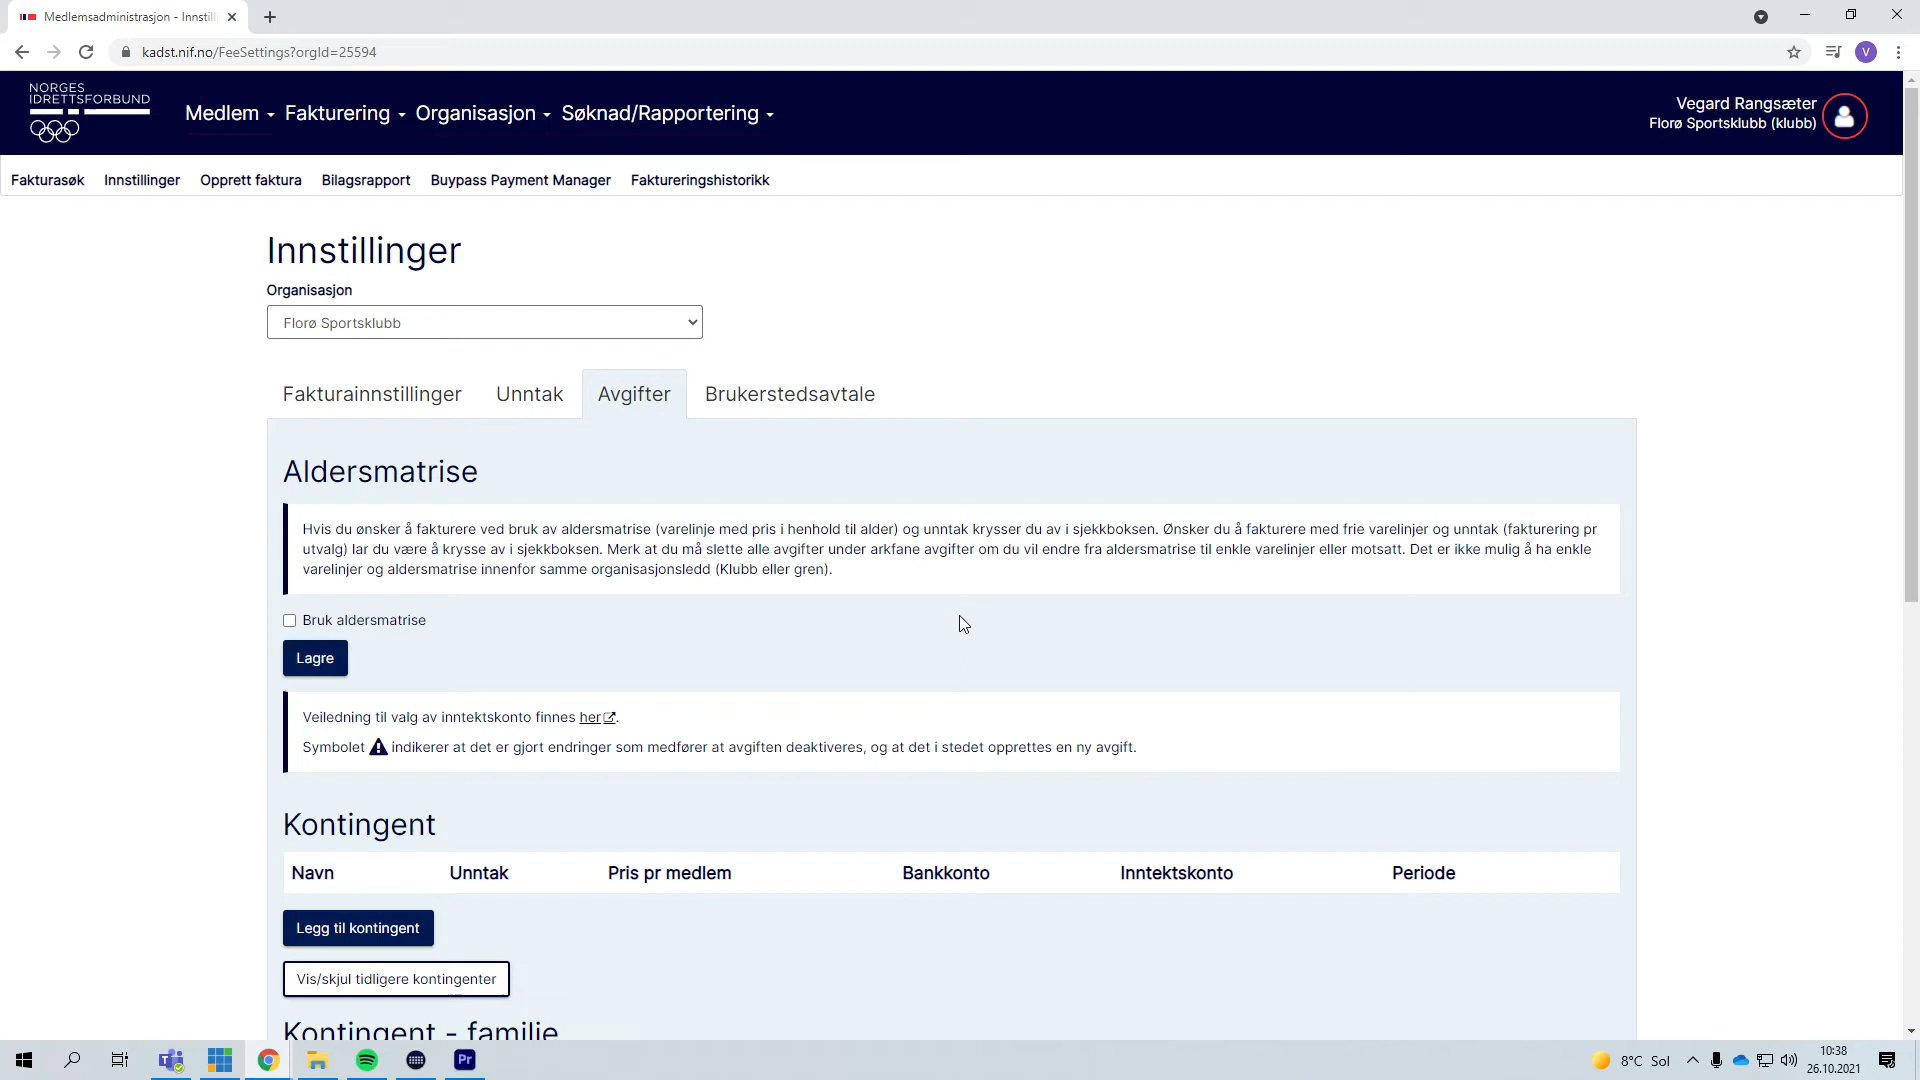 Medlemsadministrasjon - Innstilli
kadst.nif.no/FeeSettings?orgId=25594
V
NORGES
IDRETTSFORBUND
Medlem
Fakturering
Organisasjon
Søknad/Rapportering
Vegard Rangsæter
Florø Sportsklubb (klubb)
Fakturasøk
Innstillinger
Opprett faktura
Bilagsrapport
Buypass Payment Manager
Faktureringshistorikk
Innstillinger
Organisasjon
Florø Sportsklubb
Fakturainnstillinger
Unntak
Avgifter
Brukerstedsavtale
Aldersmatrise
Hvis du ønsker å fakturere ved bruk av aldersmatrise (varelinje med pris i henhold til alder) og unntak krysser du av i sjekkboksen. Ønsker du å fakturere med frie varelinjer og unntak (fakturering pr
utvalg) lar du være å krysse av i sjekkboksen. Merk at du må slette alle avgifter under arkfane avgifter om du vil endre fra aldersmatrise til enkle varelinjer eller motsatt. Det er ikke mulig å ha enkle
varelinjer og aldersmatrise innenfor samme organisasjonsledd (Klubb eller gren).
Bruk aldersmatrise
Lagre
Veiledning til valg av inntektskonto finnes her.
Symbolet indikerer at det er gjort endringer som medfører at avgiften deaktiveres, og at det i stedet opprettes en ny avgift.
Kontingent
Navn
Unntak
Pris pr medlem
Bankkonto
Inntektskonto
Periode
Legg til kontingent
Vis/skjul tidligere kontingenter
Kontingent - familie
Pr
8°C Sol
10:38
26.10.2021